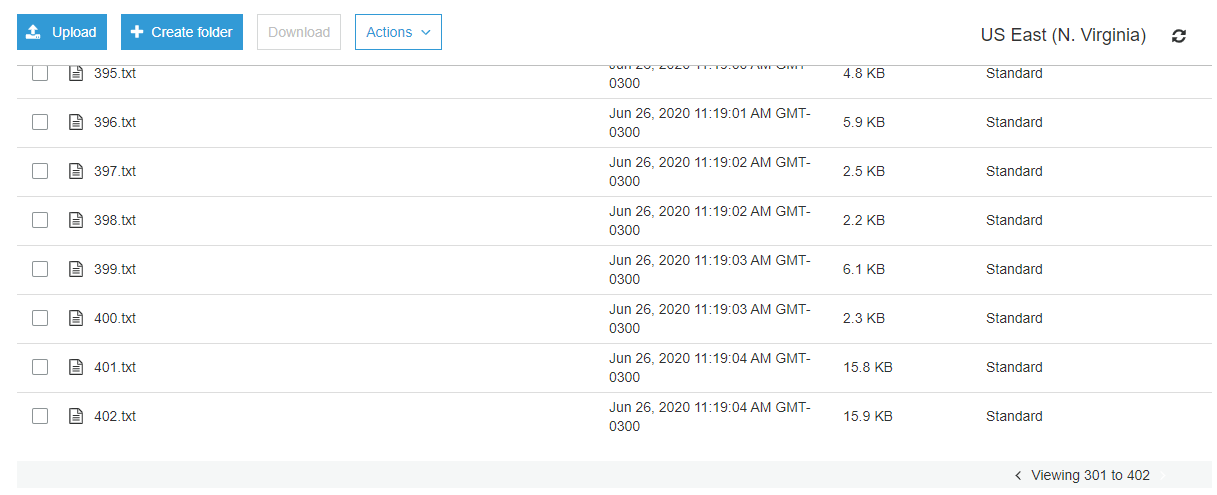 Upload Create folder Download Actions US East (N. Virginia)
395.txt 4.8 KB Standard
0300
396.txt Jun 26, 2020 11:19:01 AM GMT- 5.9 KB Standard
0300
397.txt Jun 26, 2020 11:19:02 AM GMT- 2.5 KB Standard
0300
398.txt Jun 26, 2020 11:19:02 AM GMT- 2.2 KB Standard
0300
399.txt Jun 26, 2020 11:19:03 AM GMT- 6.1 KB Standard
0300
400.txt Jun 26, 2020 11:19:03 AM GMT- 2.3 KB Standard
0300
401.txt Jun 26, 2020 11:19:04 AM GMT- 15.8 KB Standard
0300
402.txt Jun 26, 2020 11:19:04 AM GMT- 15.9 KB Standard
0300
Viewing 301 to 402